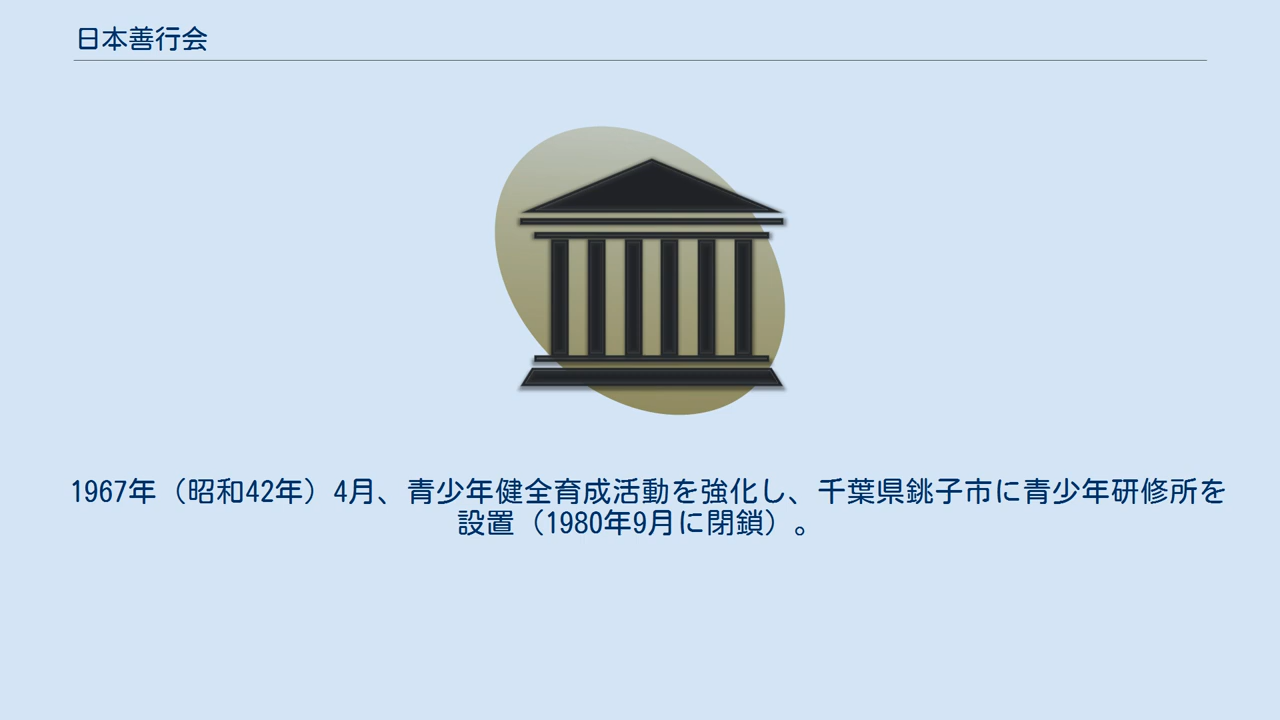 日本善行会
1967年（昭和42年）4月、青少年健全育成活動を強化し、千葉県銚子市に青少年研修所を
設置（1980年9月に閉鎖）。